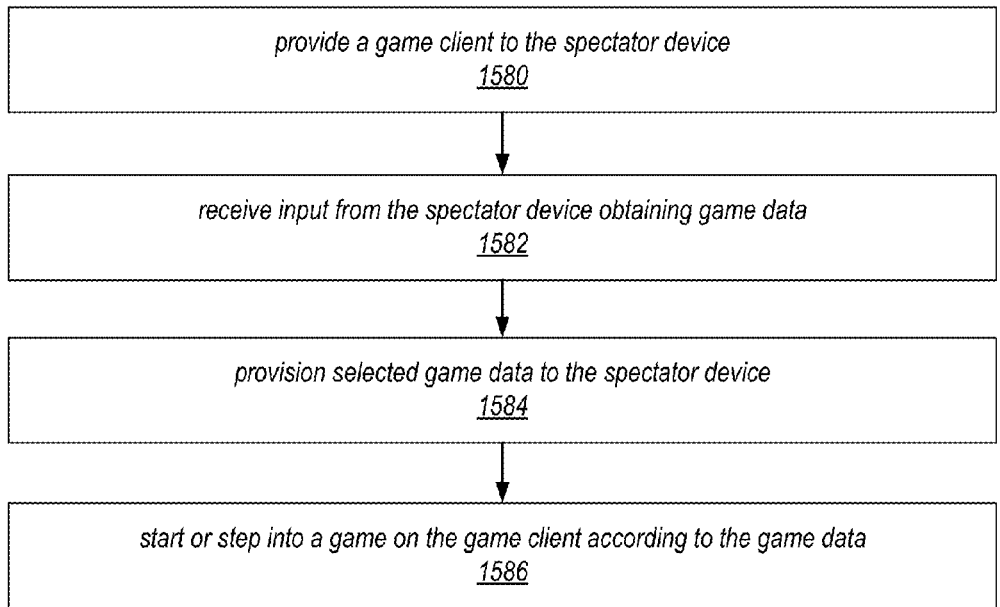 provide a game client to the spectator device
1580
receive input from the spectator device obtaining game data
1582
provision selected game data to the spectator device
1584
start or step into a game on the game client according to the game data
1586